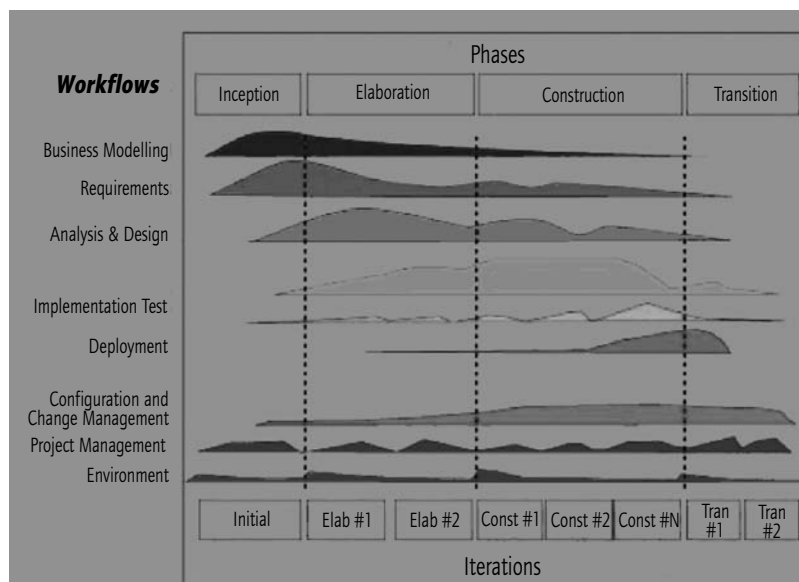 Phases
Workflows
Inception
Elaboration
Construction
Transition
Business Modelling
Requirements
Analysis & Design
Implementation Test
Deployment
Configuration and
Change Management
Project Management
Environment
Initial
Elab #1
Elab #2
Const #1
Const #2
Const #N
Tran
#1
Tran
#2
Iterations